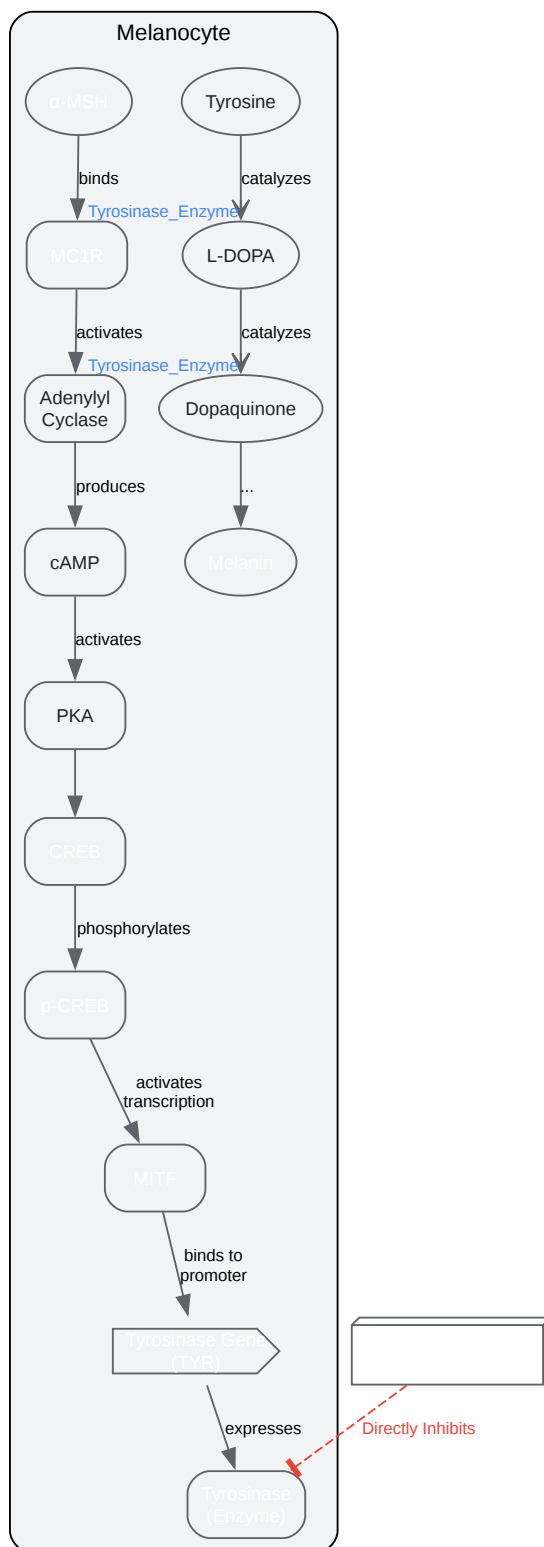 Melanocyte
α-MSH
Tyrosine
binds
catalyzes
Tyrosinase_Enzyme
MC1R
L-DOPA
activates
catalyzes
Tyrosinase_Enzyme
Adenylyl
Cyclase
Dopaquinone
produces
...
cAMP
Melanin
activates
PKA
CREB
phosphorylates
p-CREB
activates
transcription
MITF
binds to
promoter
Tyrosinase Gene
(TYR)
expresses
Directly Inhibits
Tyrosinase
(Enzyme)